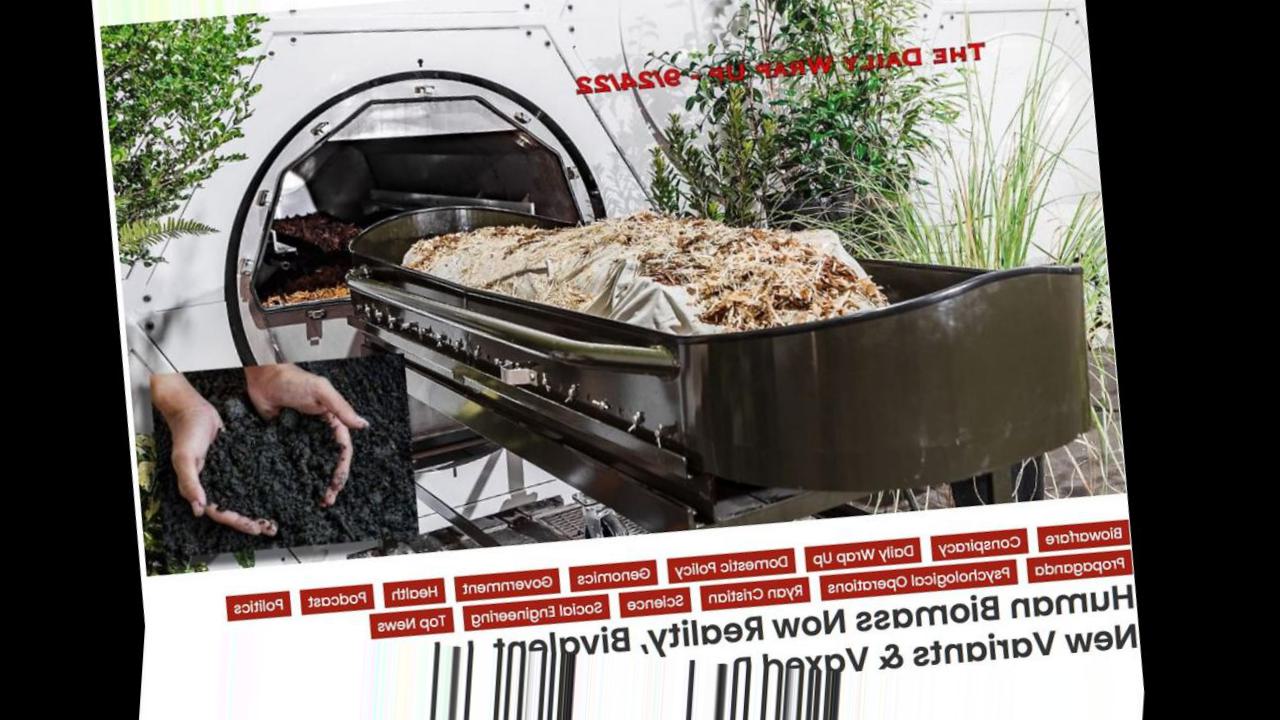 THE DAILY WRAP UP - 9/24/22
Biowarfare Conspiracy Daily Wrap Up Domestic Policy Genomics Government Health Podcast Politics
Propaganda Psychological Operations Ryan Cristian Science Social Engineering Top News
Human Biomass Now Reality, Bivalent
New Variants & Vaxed